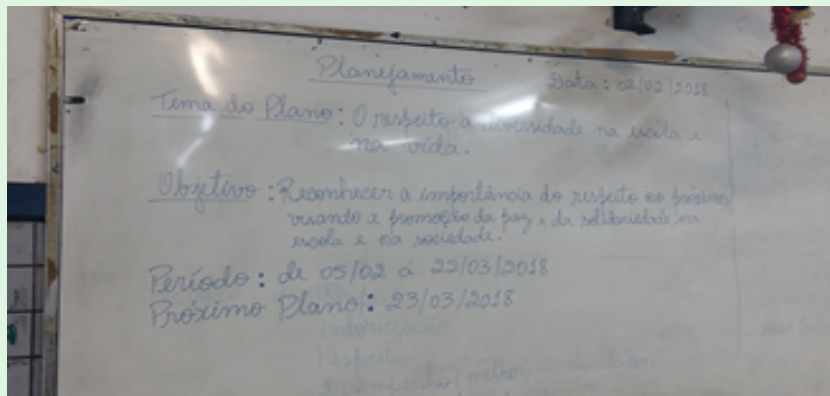 Planejamento Data: 02/02/2018
Tema do Plano: O respeito à diversidade na escola e
na vida.
Objetivo: Reconhecer a importância do respeito ao próximo,
visando a promoção da paz e da solidariedade na
escola e na sociedade.
Período: de 05/02 a 22/03/2018
Próximo Plano: 23/03/2018
Respeito